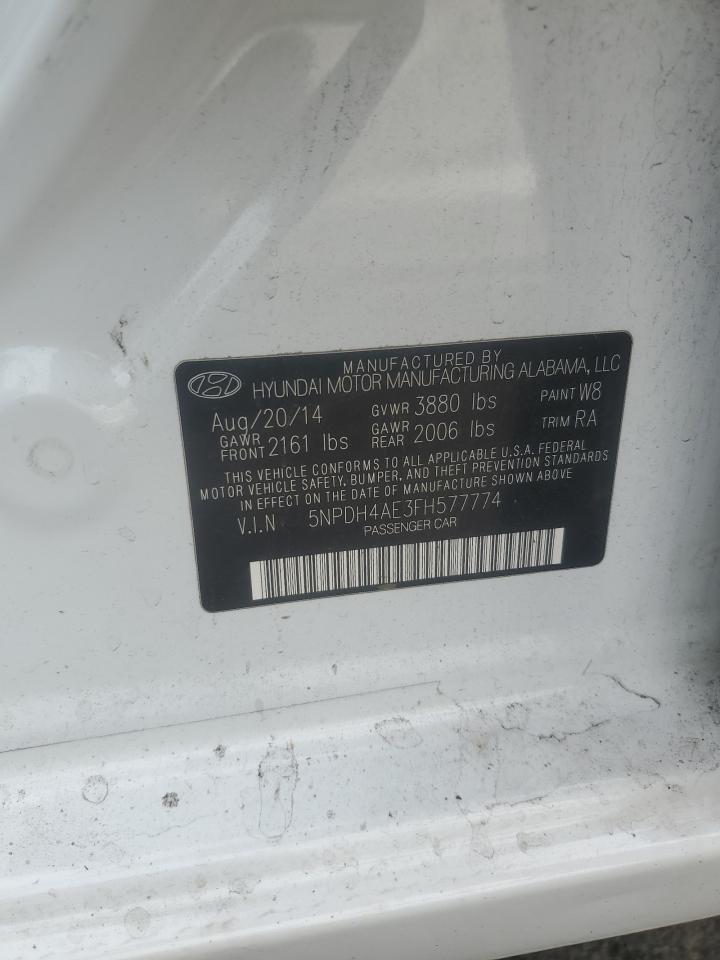 MANUFACTURED BY
HYUNDAI MOTOR MANUFACTURING ALABAMA, LLC
Aug/20/14 GVWR 3880 lbs PAINT W8
GAWR FRONT 2161 lbs GAWR REAR 2006 lbs TRIM RA
THIS VEHICLE CONFORMS TO ALL APPLICABLE U.S.A. FEDERAL
MOTOR VEHICLE SAFETY, BUMPER, AND THEFT PREVENTION STANDARDS
IN EFFECT ON THE DATE OF MANUFACTURE SHOWN ABOVE.
V.I.N 5NPDH4AE3FH577774
PASSENGER CAR